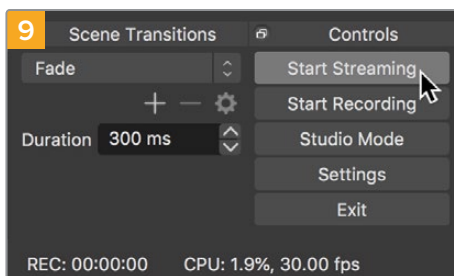 9
Scene Transitions
Controls
Fade
Start Streaming
Start Recording
Duration 300 ms
Studio Mode
Settings
Exit
REC: 00:00:00 CPU: 1.9%, 30.00 fps